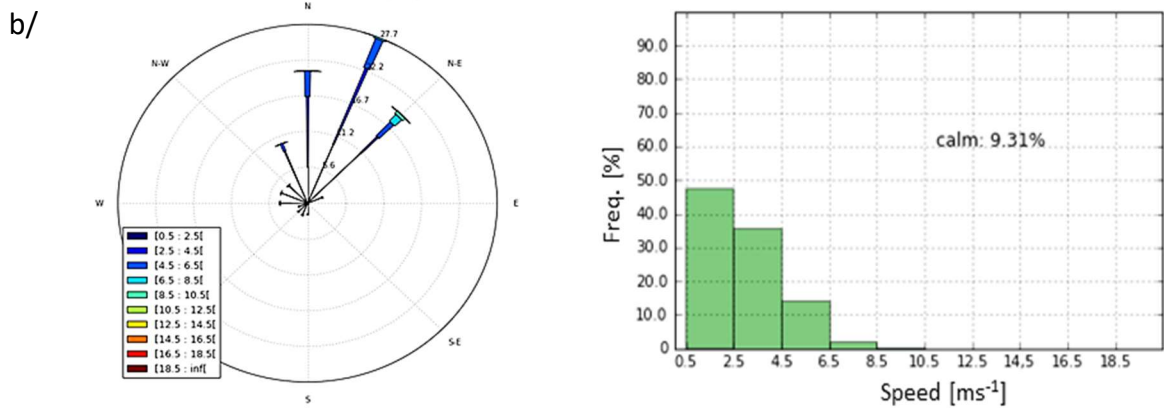 b/
N
27.7
N-W
N-E
22.2
16.7
11.2
5.6
W
E
[0.5 : 2.5[
[2.5 : 4.5[
[4.5 : 6.5[
[6.5 : 8.5[
[8.5 : 10.5[
[10.5 : 12.5[
[12.5 : 14.5[
[14.5 : 16.5[
[16.5 : 18.5[
[18.5 : inf[
S-E
S
90.0
80.0
70.0
60.0
50.0
40.0
30.0
20.0
10.0
0
Freq. [%]
calm: 9.31%
0.5 2.5 4.5 6.5 8.5 10.5 12.5 14,5 16.5 18.5
Speed [ms⁻¹]